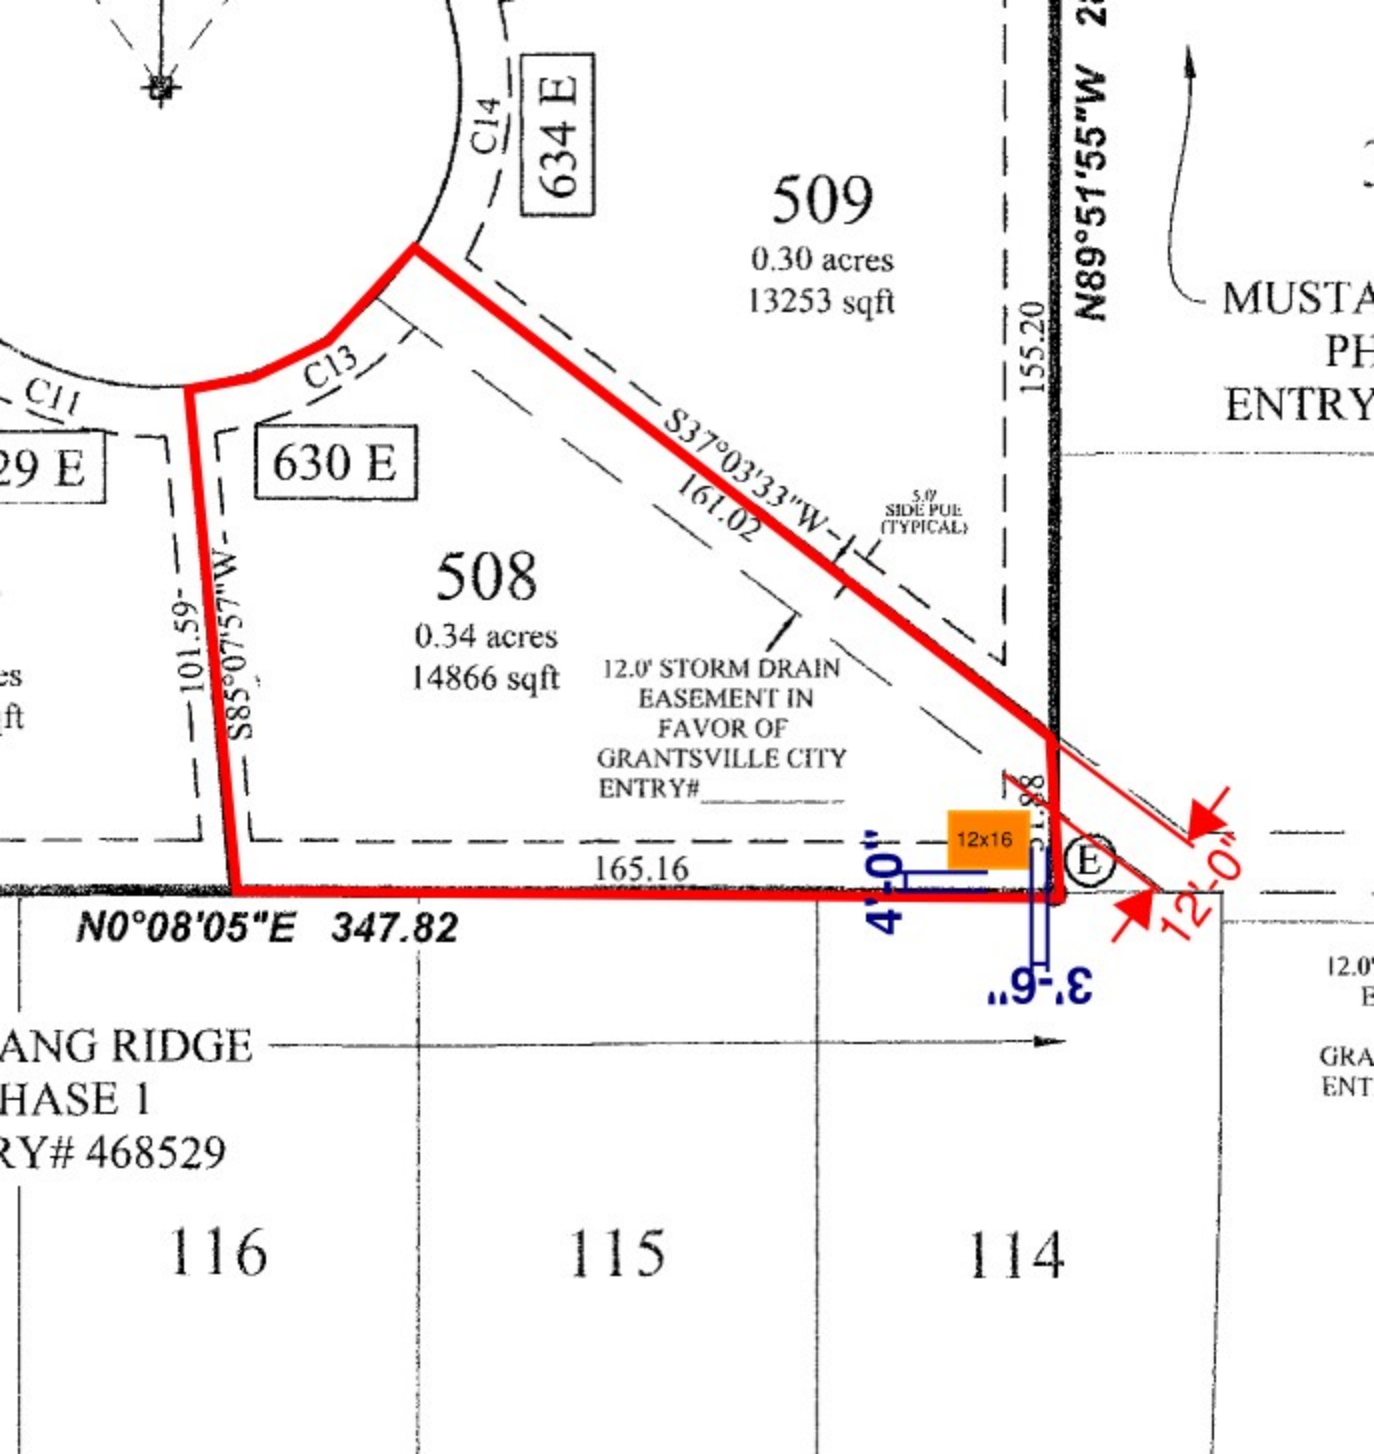 C14
634 E
N89°51'55"W
509
0.30 acres
13253 sqft
155.20
MUSTA
PH
ENTRY
C11
C13
29 E
630 E
S37°03'33"W
161.02
5.0'
SIDE PUE
(TYPICAL)
508
0.34 acres
14866 sqft
101.59
S85°07'57"W
es
ft
12.0' STORM DRAIN
EASEMENT IN
FAVOR OF
GRANTSVILLE CITY
ENTRY#
12x16
E
12'-0"
4'-0"
165.16
3'-6"
N0°08'05"E 347.82
12.0'
E
GRA
ENT
ANG RIDGE
HASE 1
RY# 468529
116
115
114